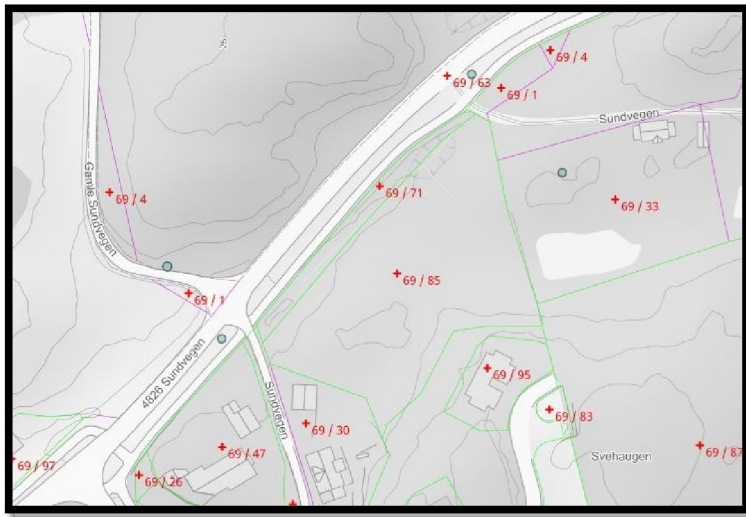 25
69 / 4
69 / 63
69 / 1
Sundvegen
69 / 4
Gamle Sundvegen
69 / 71
69 / 33
69 / 85
69 / 1
4826 Sundvegen
69 / 95
Sundvegen
69 / 83
69 / 30
69 / 47
69 / 87
Svehaugen
69 / 97
69 / 26